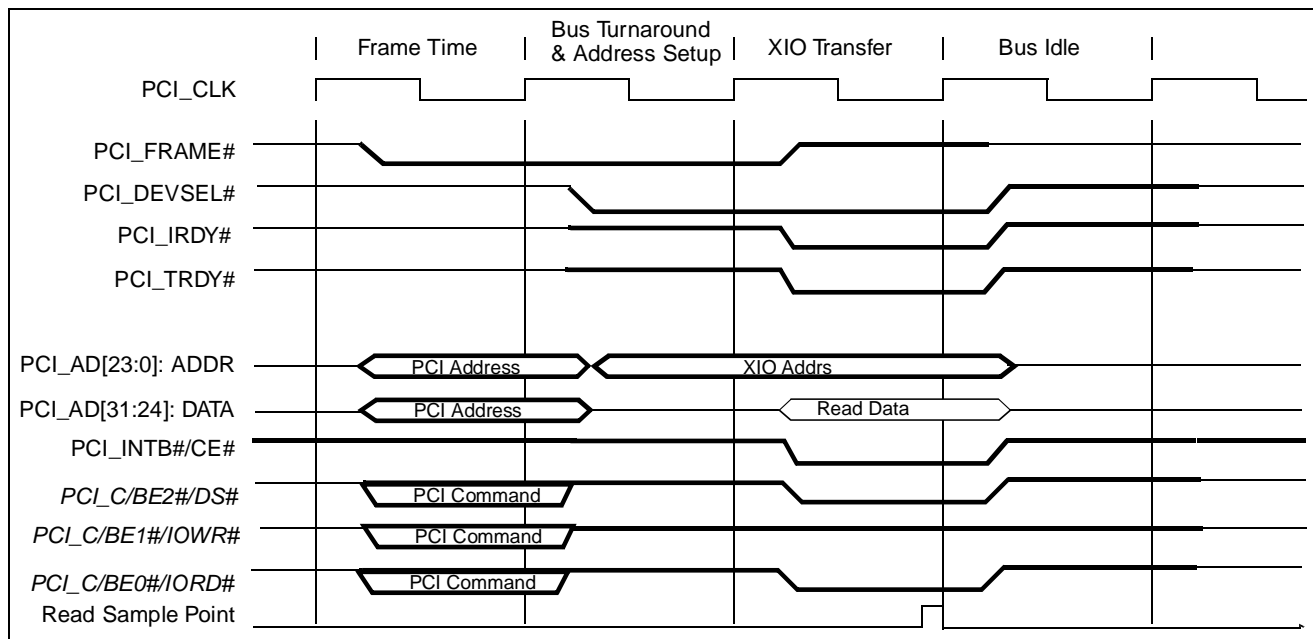 Frame Time
Bus Turnaround
& Address Setup
XIO Transfer
Bus Idle
PCI_CLK
PCI_FRAME#
PCI_DEVSEL#
PCI_IRDY#
PCI_TRDY#
PCI_AD[23:0]: ADDR
PCI Address
XIO Addrs
PCI_AD[31:24]: DATA
PCI Address
Read Data
PCI_INTB#/CE#
PCI_C/BE2#/DS#
PCI Command
PCI_C/BE1#/IOWR#
PCI Command
PCI_C/BE0#/IORD#
PCI Command
Read Sample Point